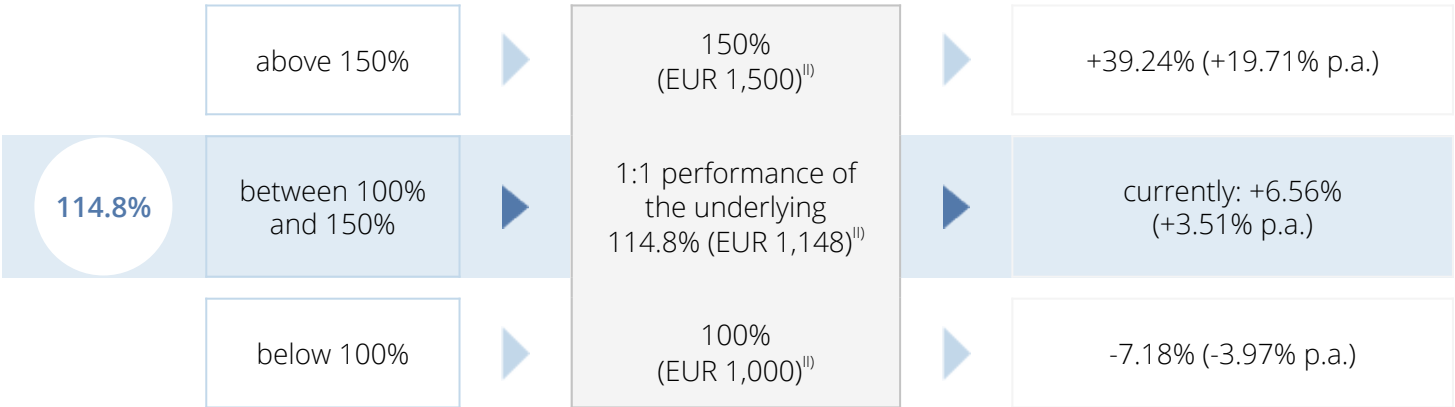 above 150%
150%
(EUR 1,500)II)
+39.24% (+19.71% p.a.)
114.8%
between 100%
and 150%
1:1 performance of
the underlying
114.8% (EUR 1,148)II)
currently: +6.56%
(+3.51% p.a.)
below 100%
100%
(EUR 1,000)II)
-7.18% (-3.97% p.a.)